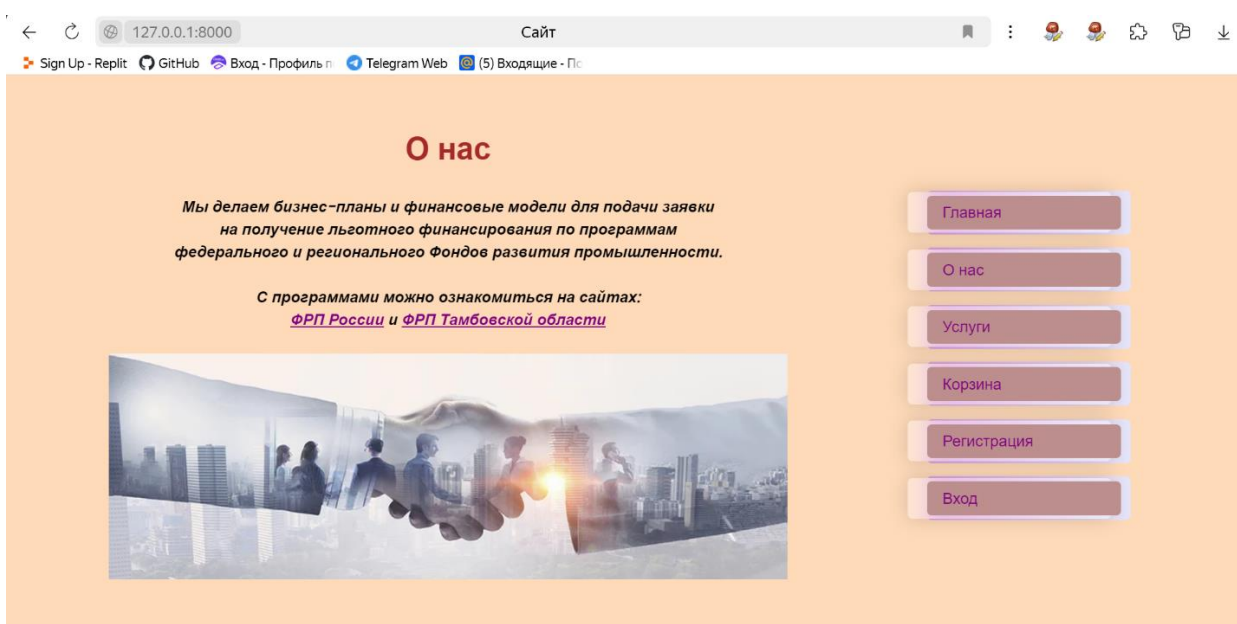 127.0.0.1:8000
Сайт
Sign Up - Replit GitHub Вход - Профиль Telegram Web (5) Входящие
О нас
Мы делаем бизнес-планы и финансовые модели для подачи заявки
на получение льготного финансирования по программам
федерального и регионального Фондов развития промышленности.
С программами можно ознакомиться на сайтах:
ФРП России и ФРП Тамбовской области
Главная
О нас
Услуги
Корзина
Регистрация
Вход